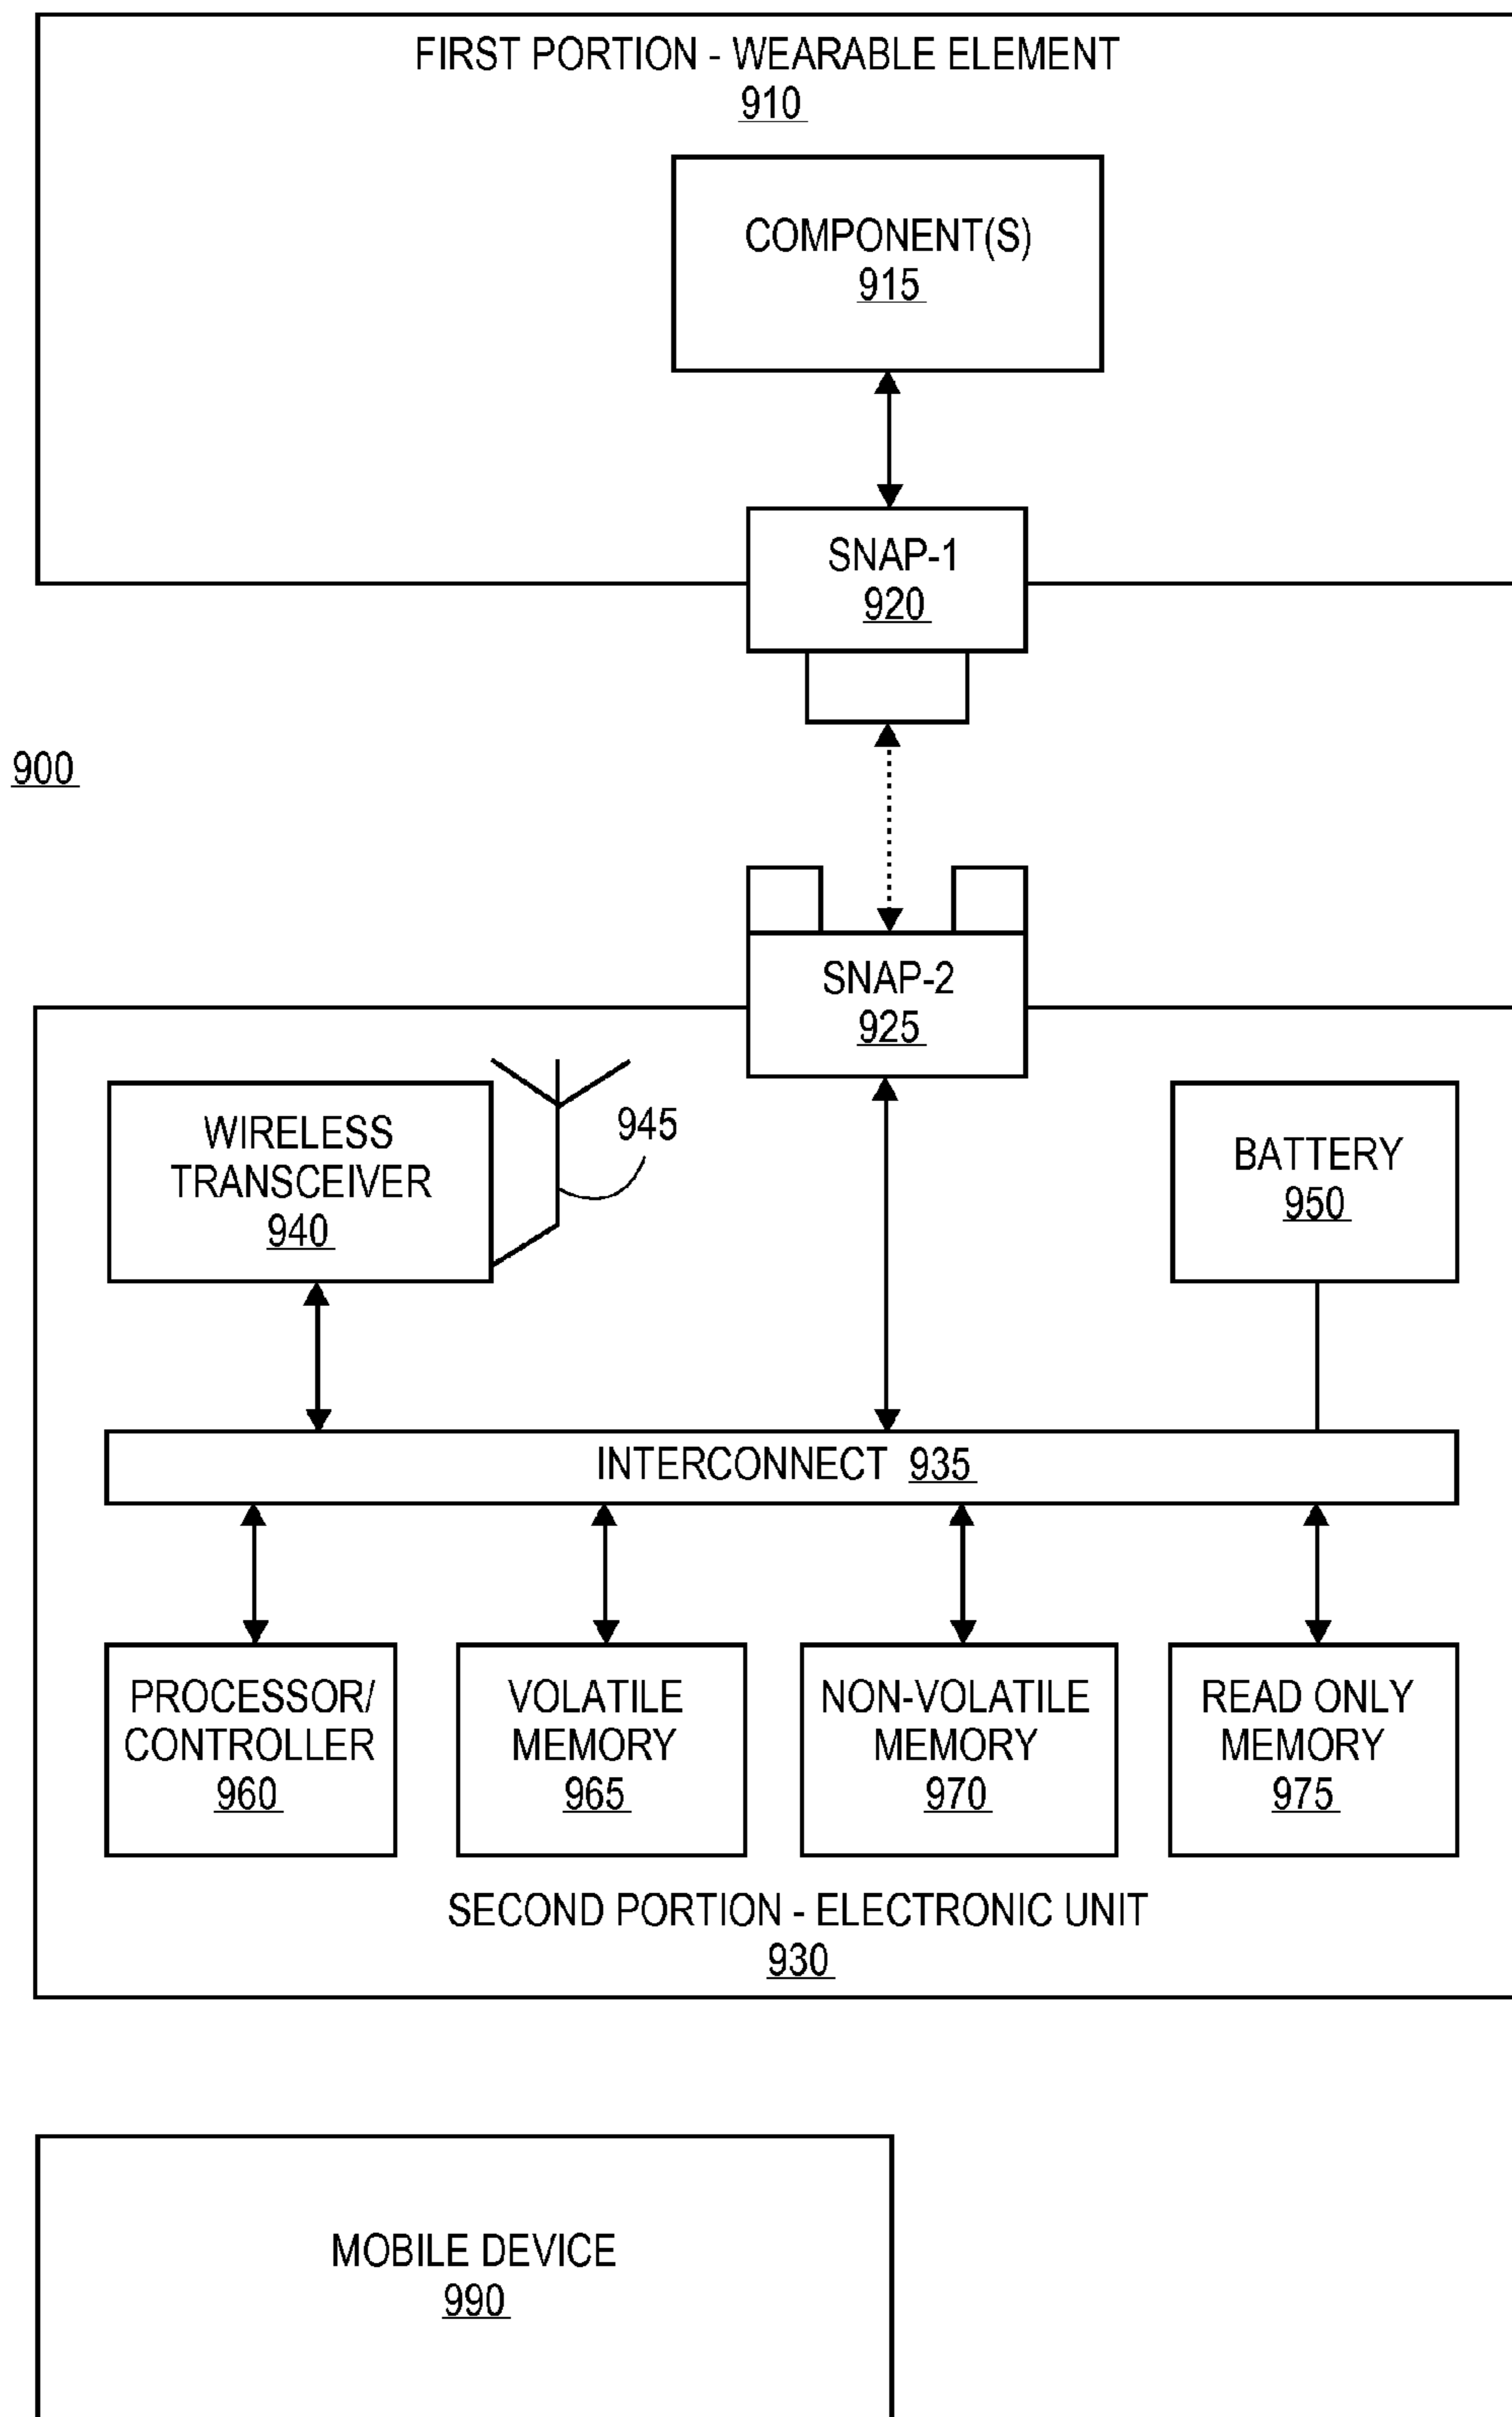 FIRST PORTION - WEARABLE ELEMENT
910
COMPONENT(S)
915
SNAP-1
920
900
SNAP-2
925
WIRELESS
TRANSCEIVER
940
945
BATTERY
950
INTERCONNECT 935
PROCESSOR/
CONTROLLER
960
VOLATILE
MEMORY
965
NON-VOLATILE
MEMORY
970
READ ONLY
MEMORY
975
SECOND PORTION - ELECTRONIC UNIT
930
MOBILE DEVICE
990